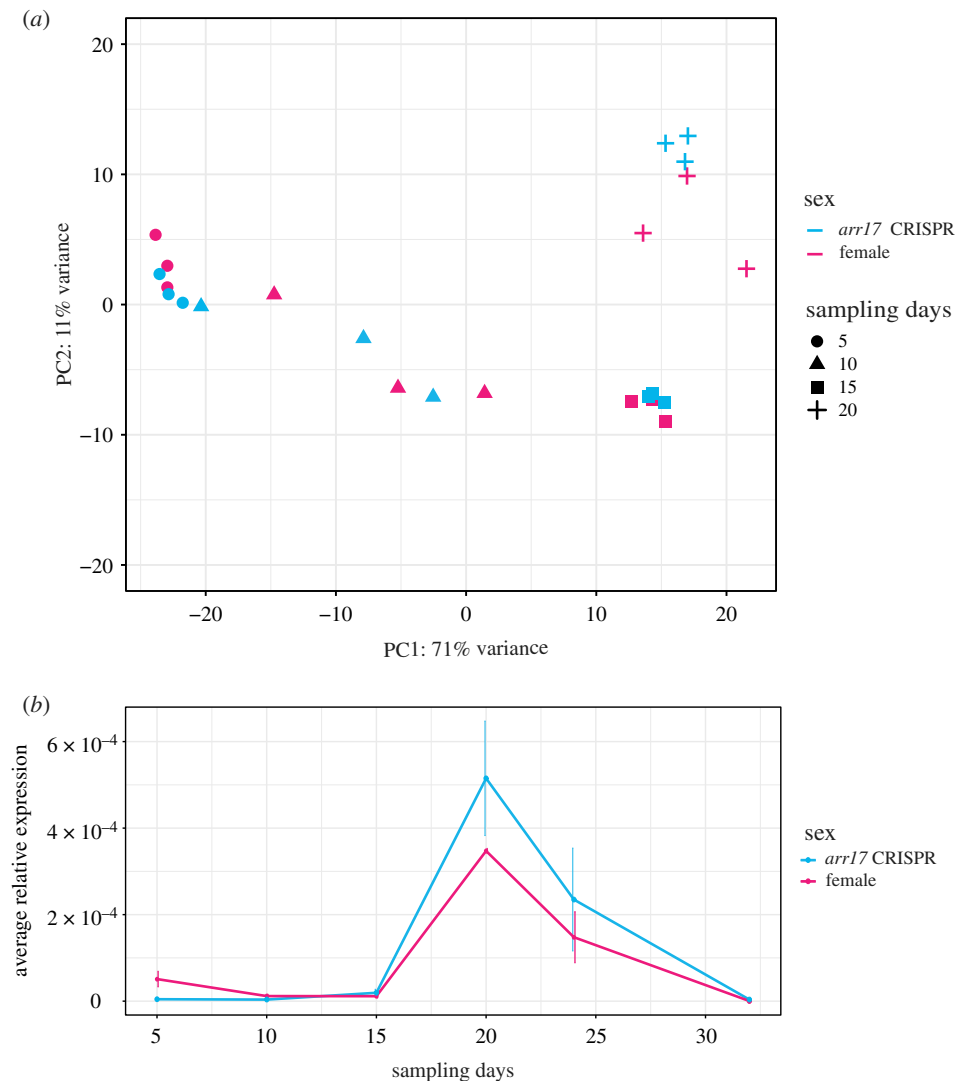 (a)
20
10
0
−10
−20
PC2: 11% variance
−20
−10
0
10
20
PC1: 71% variance
sex
arr17 CRISPR
female
sampling days
5
10
15
20
(b)
6 × 10⁻⁴
4 × 10⁻⁴
2 × 10⁻⁴
0
average relative expression
5
10
15
20
25
30
sampling days
sex
arr17 CRISPR
female